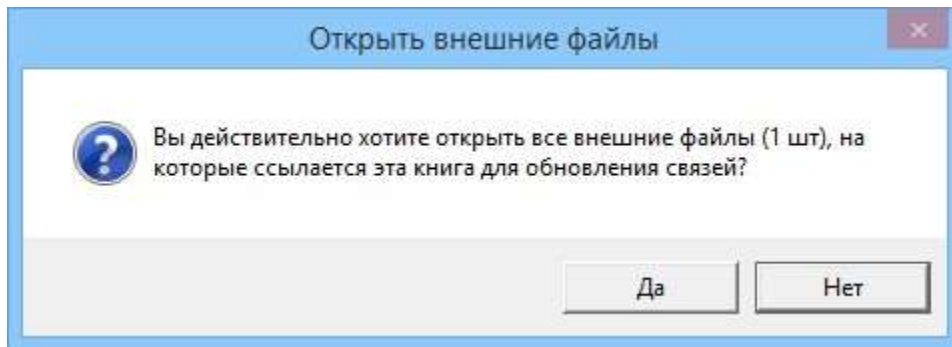 Открыть внешние файлы
Вы действительно хотите открыть все внешние файлы (1 шт), на
которые ссылается эта книга для обновления связей?
Да
Нет